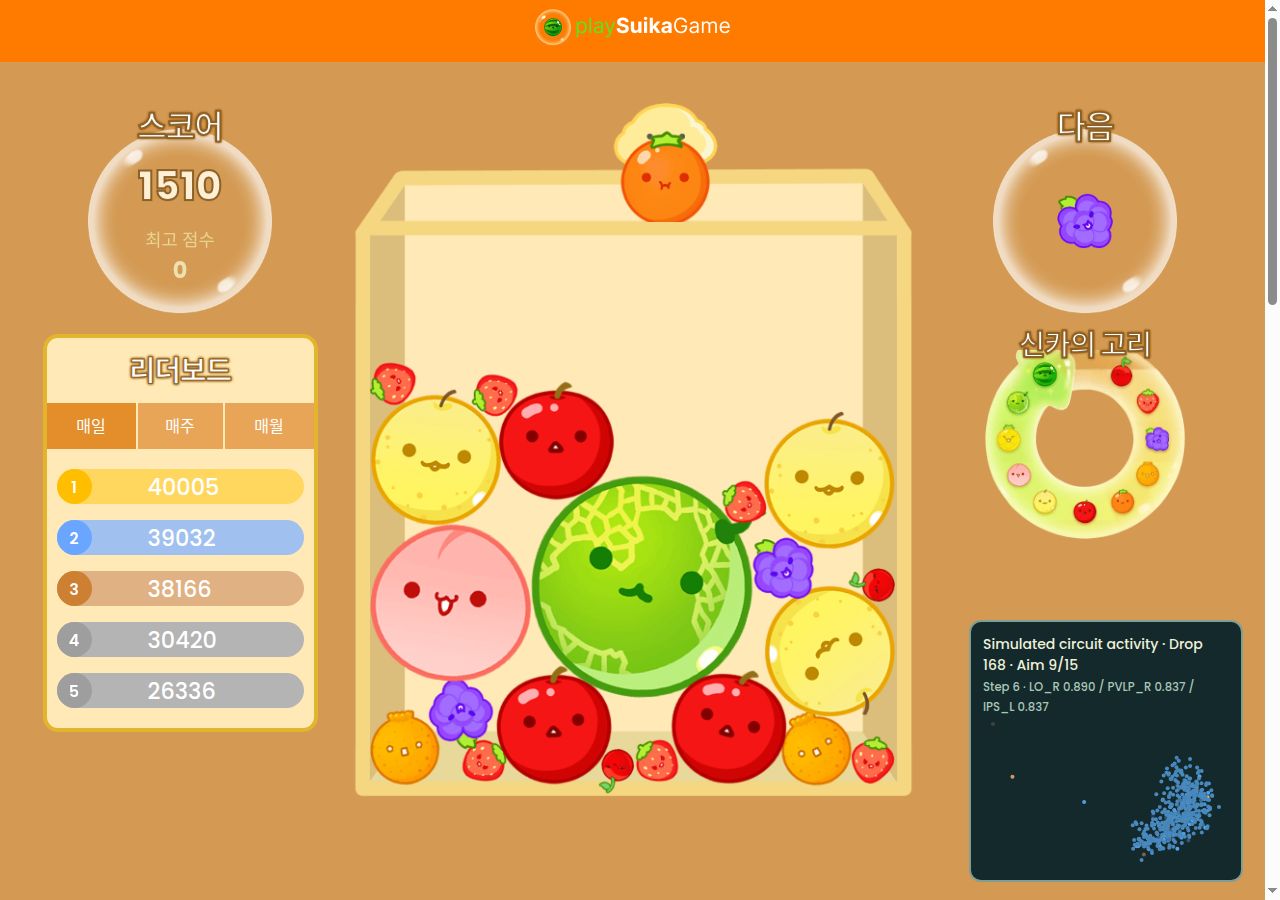 playSuikaGame
스코어
1510
최고 점수
0
다음
신카의 고리
리더보드
매일 매주 매월
1 40005
2 39032
3 38166
4 30420
5 26336
Simulated circuit activity · Drop
168 · Aim 9/15
Step 6 · LO_R 0.890 / PVLP_R 0.837 /
IPS_L 0.837